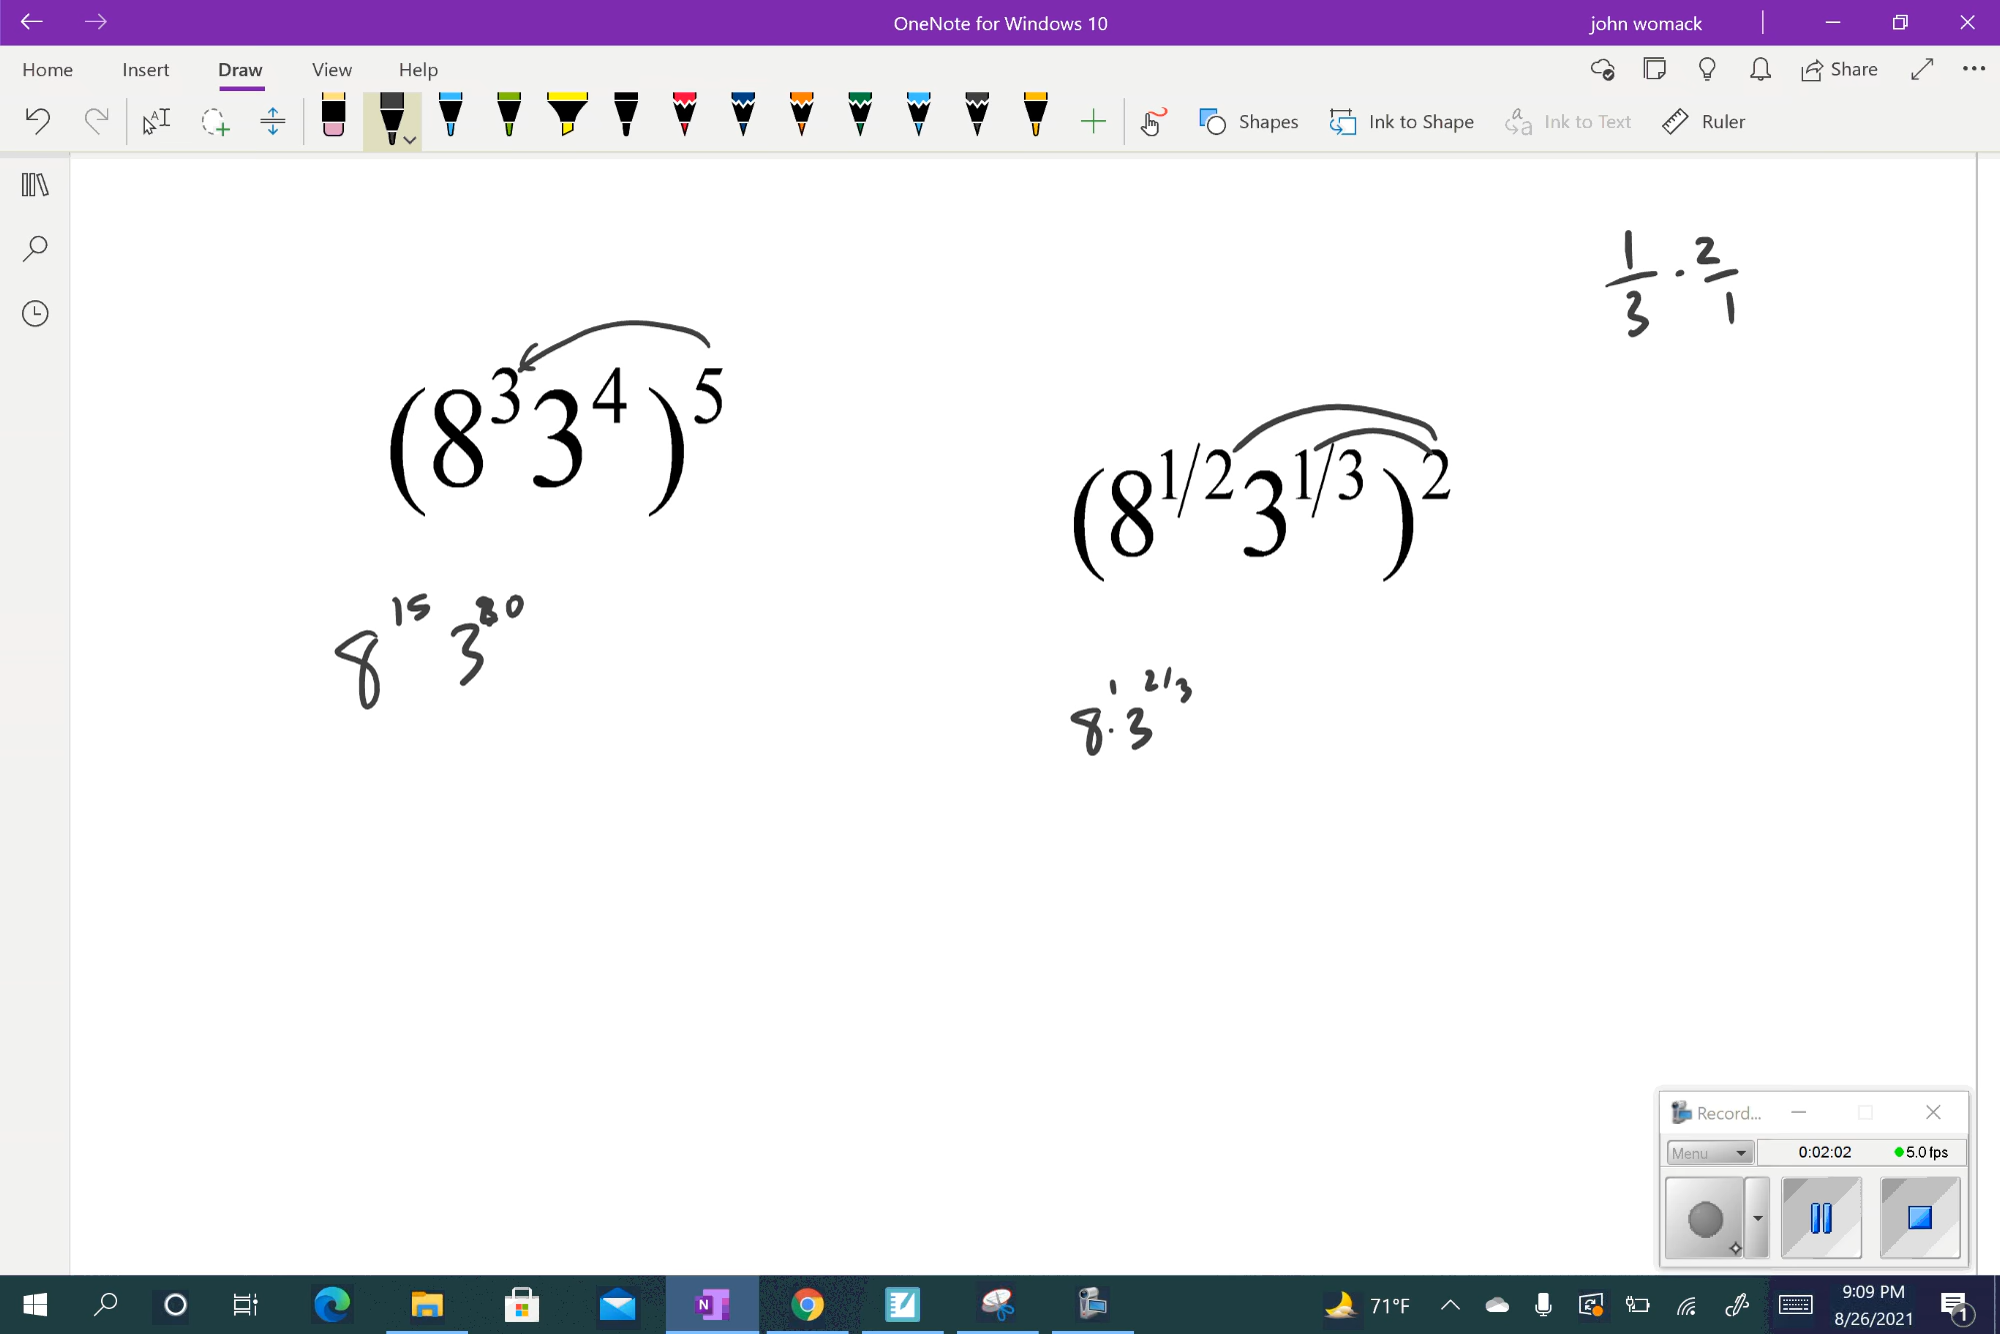 OneNote for Windows 10
john womack
Home Insert Draw View Help
Share
Shapes Ink to Shape Ink to Text Ruler
1/3 · 2/1
(8^3 3^4)^5
(8^1/2 3^1/3)^2
8^15 3^20
8^1 · 3^2/3
Record...
Menu 0:02:02 5.0 fps
71°F
9:09 PM
8/26/2021
1